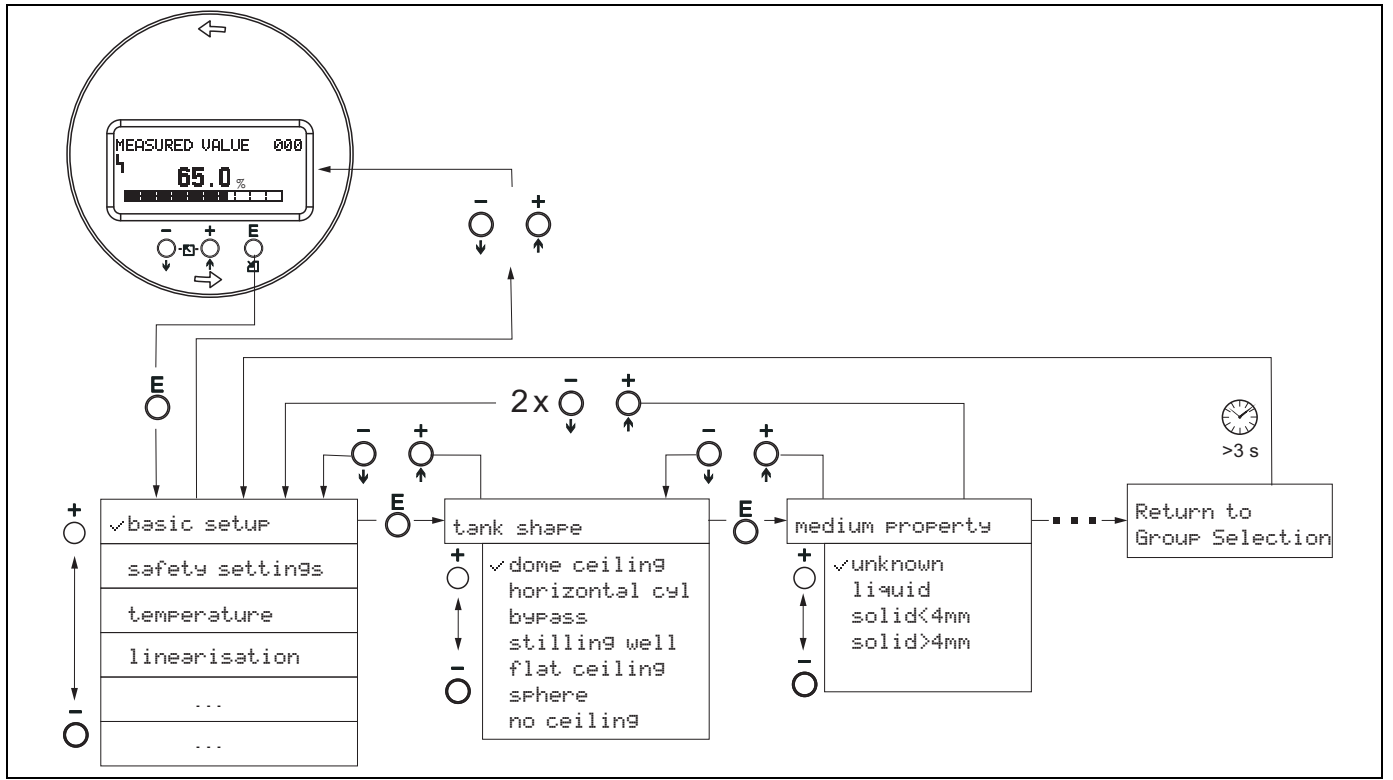 MEASURED VALUE 000
65.0 %
- + E
- +
E
2 x - +
>3 s
- +
- +
+
✓basic setup
safety settings
temperature
linearisation
...
...
-
E
tank shape
+
-
✓dome ceiling
horizontal cyl
bypass
stilling well
flat ceiling
sphere
no ceiling
E
medium property
+
-
✓unknown
liquid
solid<4mm
solid>4mm
Return to
Group Selection